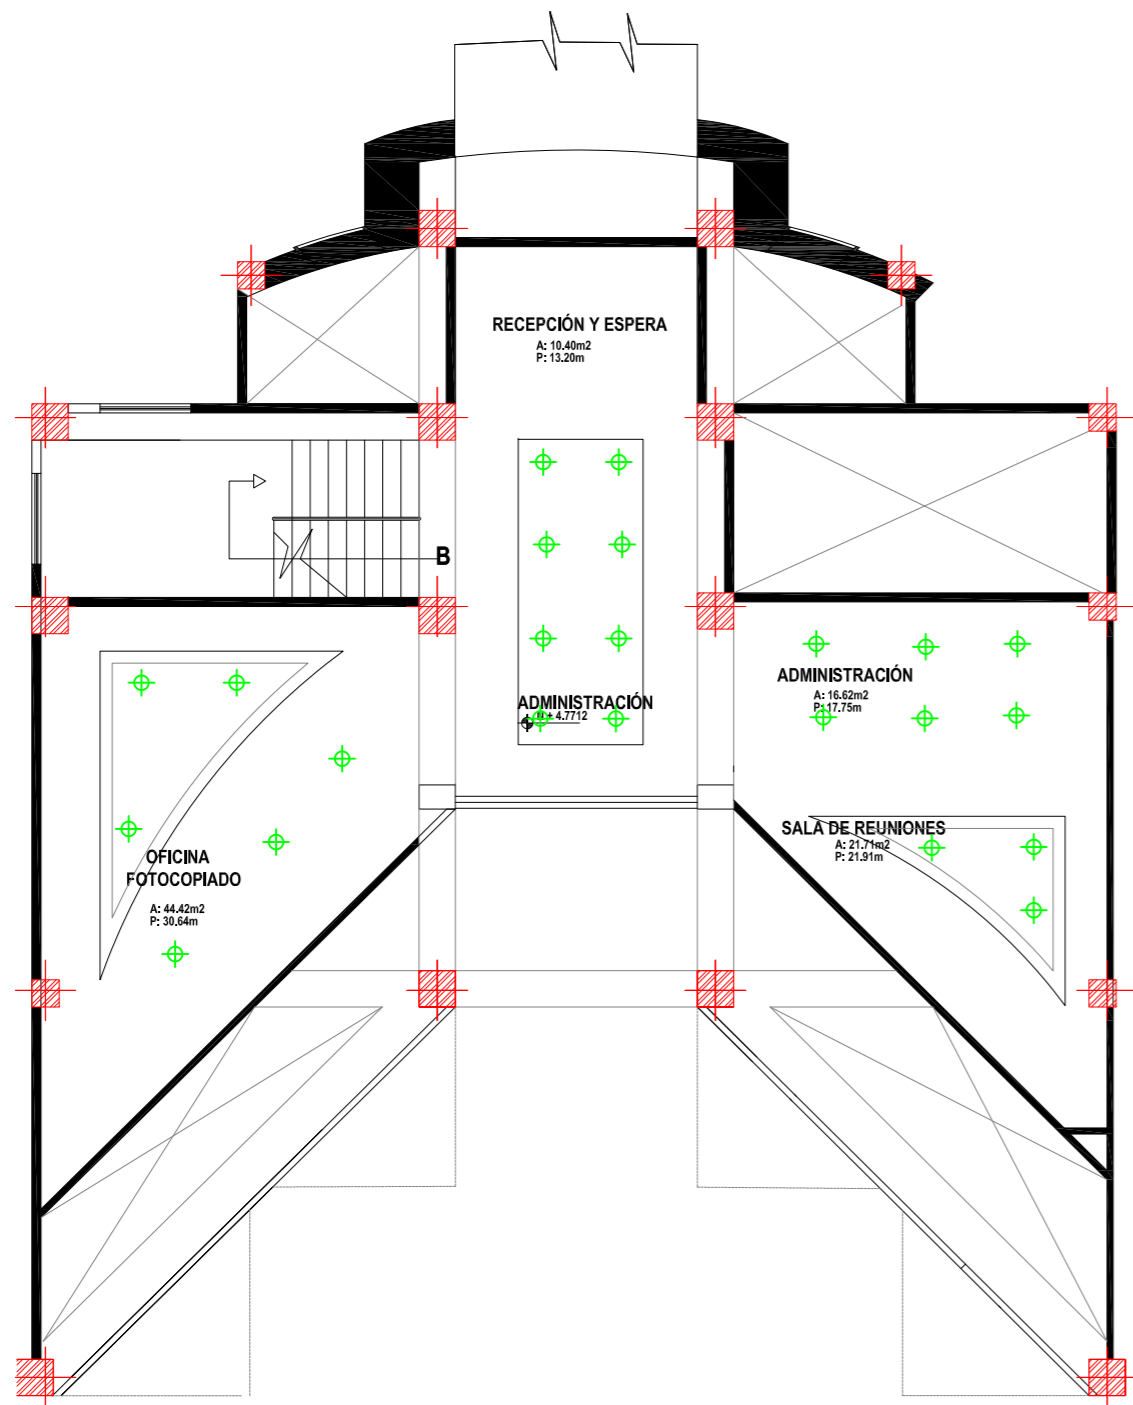 RECEPCIÓN Y ESPERA
A: 10.40m2
P: 13.20m
B
ADMINISTRACIÓN
A: 16.62m2
P: 17.75m
ADMINISTRACIÓN
N + 4.7712
SALA DE REUNIONES
A: 21.71m2
P: 21.91m
OFICINA
FOTOCOPIADO
A: 44.42m2
P: 30.64m